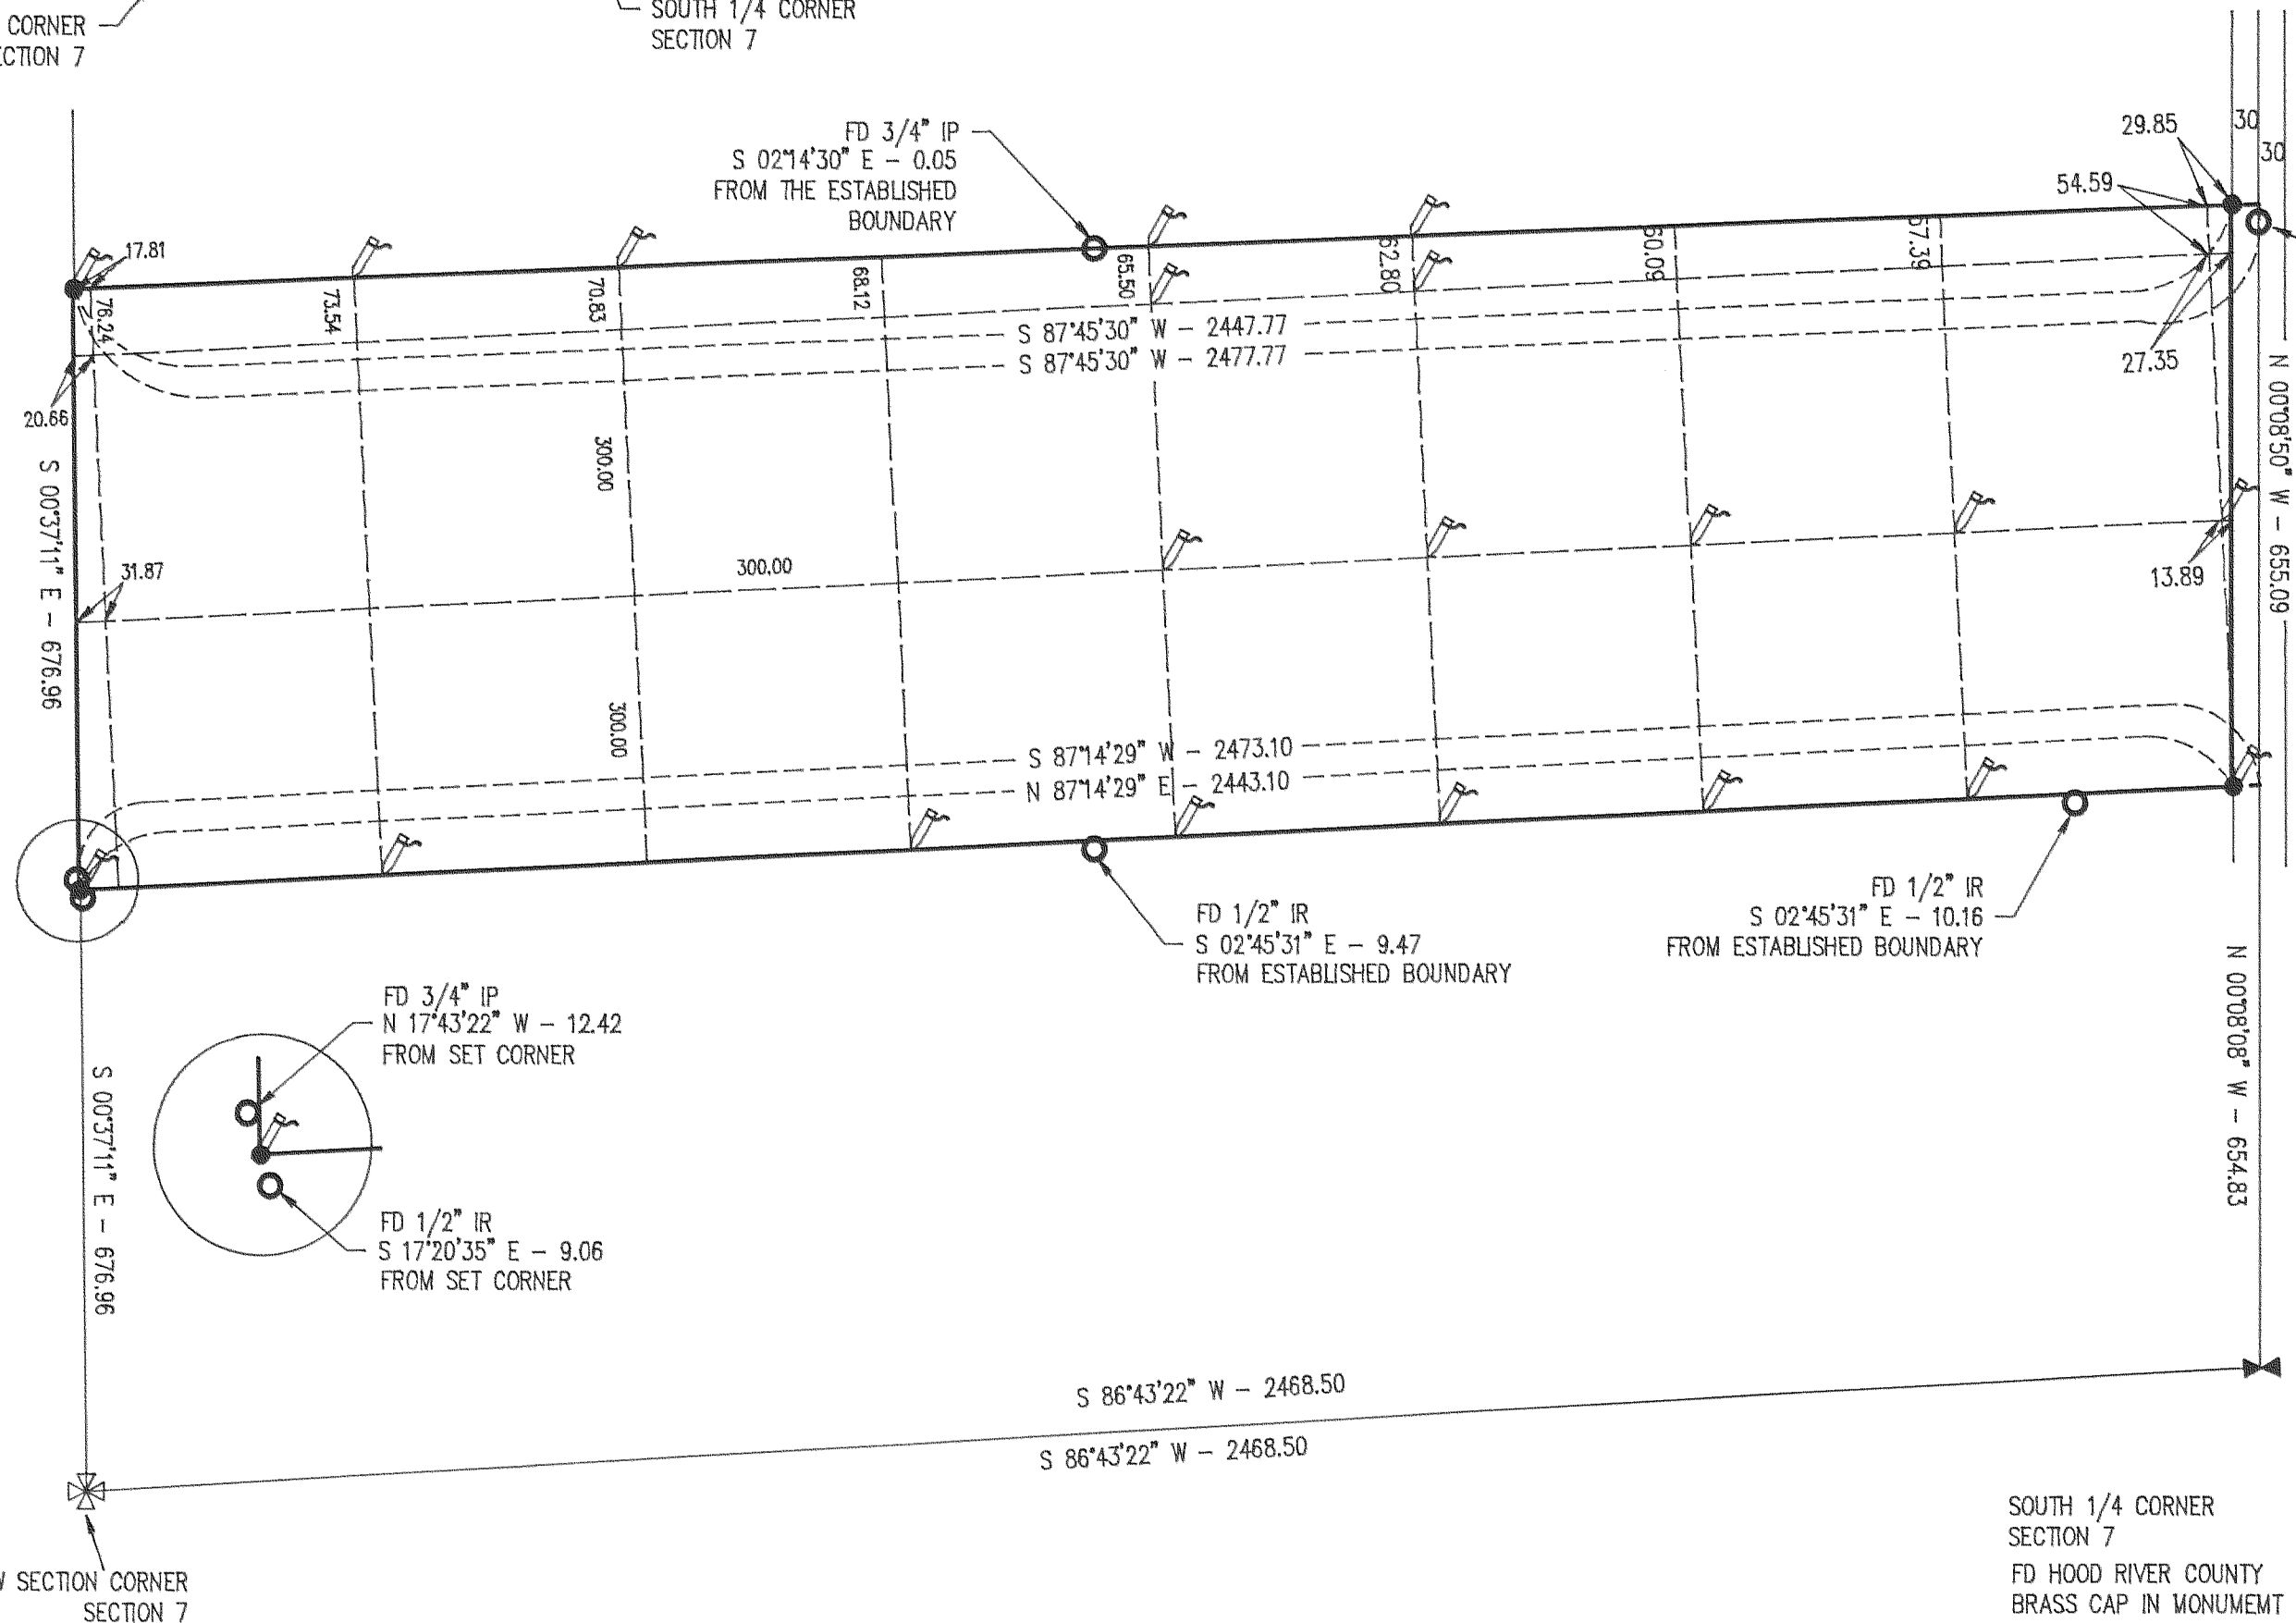 CORNER
SECTION 7
SOUTH 1/4 CORNER
SECTION 7
FD 3/4" IP
S 02°14'30" E - 0.05
FROM THE ESTABLISHED
BOUNDARY
29.85
30
30
54.59
17.81
76.24
73.54
70.83
68.12
65.50
62.80
60.09
57.39
S 87°45'30" W - 2447.77
S 87°45'30" W - 2477.77
27.35
20.66
N 00°08'50" W - 655.09
S 00°37'11" E - 676.96
300.00
300.00
31.87
13.89
300.00
S 87°14'29" W - 2473.10
N 87°14'29" E - 2443.10
FD 1/2" IR
S 02°45'31" E - 9.47
FROM ESTABLISHED BOUNDARY
FD 1/2" IR
S 02°45'31" E - 10.16
FROM ESTABLISHED BOUNDARY
FD 3/4" IP
N 17°43'22" W - 12.42
FROM SET CORNER
N 00°08'08" W - 654.83
S 00°37'11" E - 676.96
FD 1/2" IR
S 17°20'35" E - 9.06
FROM SET CORNER
S 86°43'22" W - 2468.50
S 86°43'22" W - 2468.50
SECTION CORNER
SECTION 7
SOUTH 1/4 CORNER
SECTION 7
FD HOOD RIVER COUNTY
BRASS CAP IN MONUMEMT